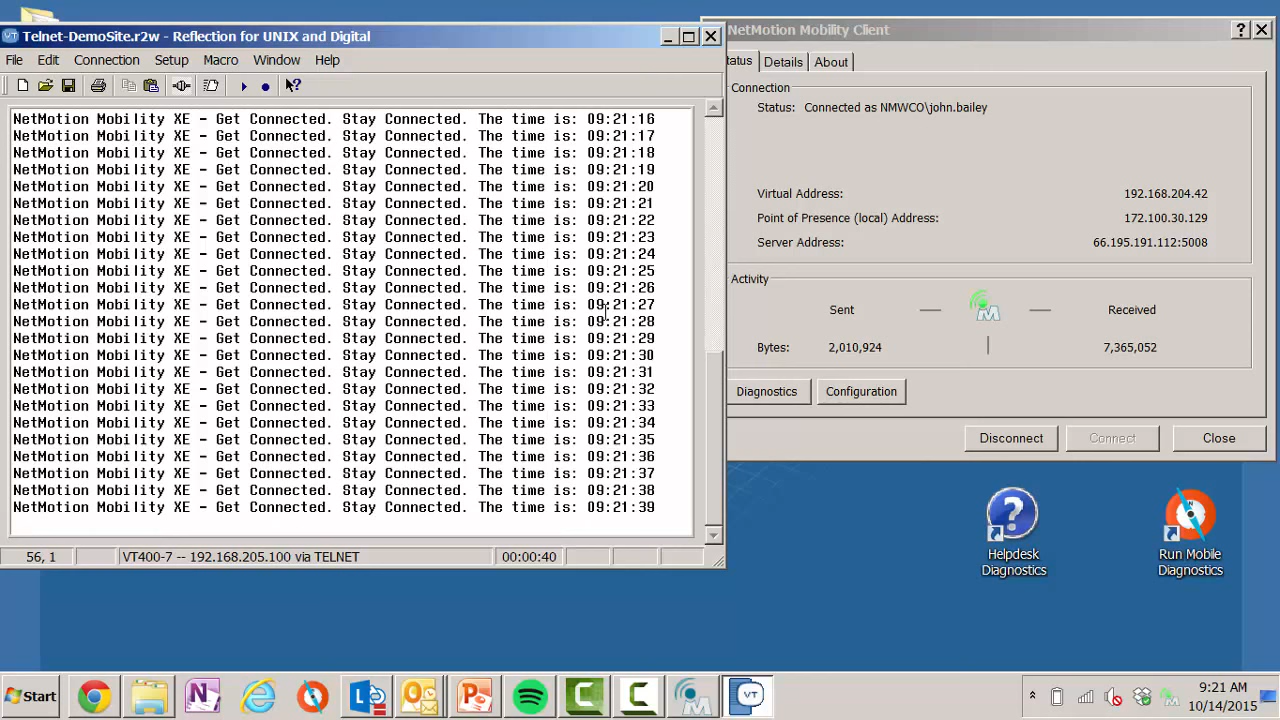 Telnet-DemoSite.r2w - Reflection for UNIX and Digital
File Edit Connection Setup Macro Window Help
NetMotion Mobility XE - Get Connected. Stay Connected. The time is: 09:21:16
NetMotion Mobility XE - Get Connected. Stay Connected. The time is: 09:21:17
NetMotion Mobility XE - Get Connected. Stay Connected. The time is: 09:21:18
NetMotion Mobility XE - Get Connected. Stay Connected. The time is: 09:21:19
NetMotion Mobility XE - Get Connected. Stay Connected. The time is: 09:21:20
NetMotion Mobility XE - Get Connected. Stay Connected. The time is: 09:21:21
NetMotion Mobility XE - Get Connected. Stay Connected. The time is: 09:21:22
NetMotion Mobility XE - Get Connected. Stay Connected. The time is: 09:21:23
NetMotion Mobility XE - Get Connected. Stay Connected. The time is: 09:21:24
NetMotion Mobility XE - Get Connected. Stay Connected. The time is: 09:21:25
NetMotion Mobility XE - Get Connected. Stay Connected. The time is: 09:21:26
NetMotion Mobility XE - Get Connected. Stay Connected. The time is: 09:21:27
NetMotion Mobility XE - Get Connected. Stay Connected. The time is: 09:21:28
NetMotion Mobility XE - Get Connected. Stay Connected. The time is: 09:21:29
NetMotion Mobility XE - Get Connected. Stay Connected. The time is: 09:21:30
NetMotion Mobility XE - Get Connected. Stay Connected. The time is: 09:21:31
NetMotion Mobility XE - Get Connected. Stay Connected. The time is: 09:21:32
NetMotion Mobility XE - Get Connected. Stay Connected. The time is: 09:21:33
NetMotion Mobility XE - Get Connected. Stay Connected. The time is: 09:21:34
NetMotion Mobility XE - Get Connected. Stay Connected. The time is: 09:21:35
NetMotion Mobility XE - Get Connected. Stay Connected. The time is: 09:21:36
NetMotion Mobility XE - Get Connected. Stay Connected. The time is: 09:21:37
NetMotion Mobility XE - Get Connected. Stay Connected. The time is: 09:21:38
NetMotion Mobility XE - Get Connected. Stay Connected. The time is: 09:21:39
56, 1 VT400-7 -- 192.168.205.100 via TELNET 00:00:40
NetMotion Mobility Client
tatus Details About
Connection
Status: Connected as NMWCO\john.bailey
Virtual Address: 192.168.204.42
Point of Presence (local) Address: 172.100.30.129
Server Address: 66.195.191.112:5008
Activity
Sent Received
Bytes: 2,010,924 7,365,052
Diagnostics Configuration
Disconnect Connect Close
Helpdesk
Diagnostics
Run Mobile
Diagnostics
Start
9:21 AM
10/14/2015